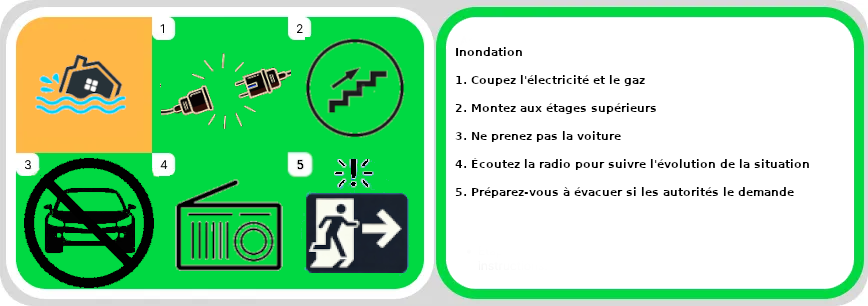 1
2
3
4
5
Inondation
1. Coupez l'électricité et le gaz
2. Montez aux étages supérieurs
3. Ne prenez pas la voiture
4. Écoutez la radio pour suivre l'évolution de la situation
5. Préparez-vous à évacuer si les autorités le demande